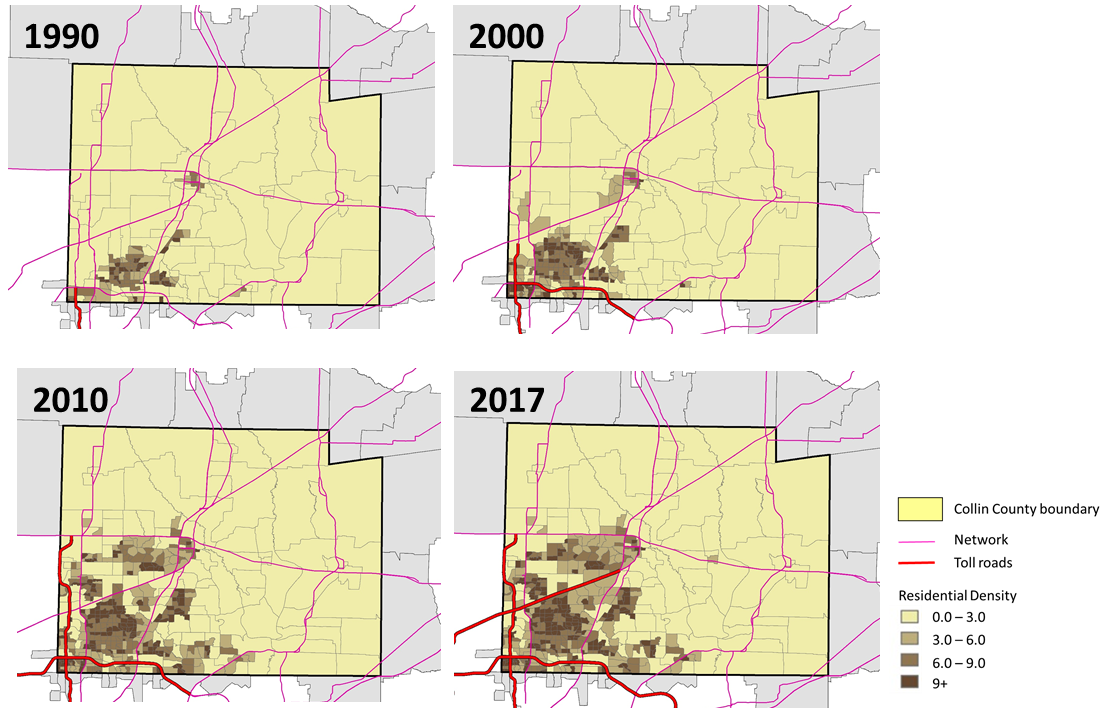 1990
2000
2010
2017
Collin County boundary
Network
Toll roads
Residential Density
0.0 – 3.0
3.0 – 6.0
6.0 – 9.0
9+